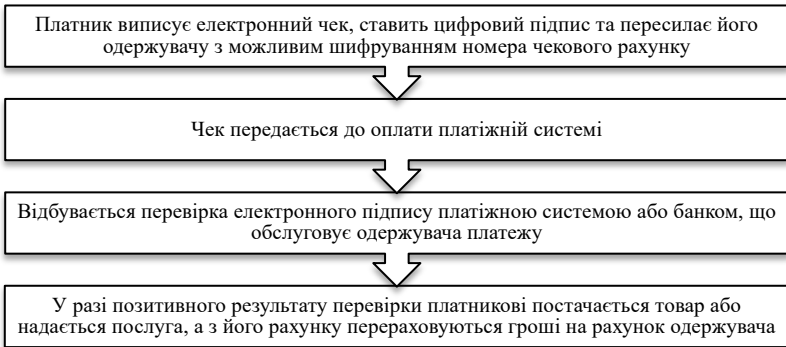 Платник виписує електронний чек, ставить цифровий підпис та пересилає його
одержувачу з можливим шифруванням номера чекового рахунку
Чек передається до оплати платіжній системі
Відбувається перевірка електронного підпису платіжною системою або банком, що
обслуговує одержувача платежу
У разі позитивного результату перевірки платникові постачається товар або
надається послуга, а з його рахунку перераховуються гроші на рахунок одержувача